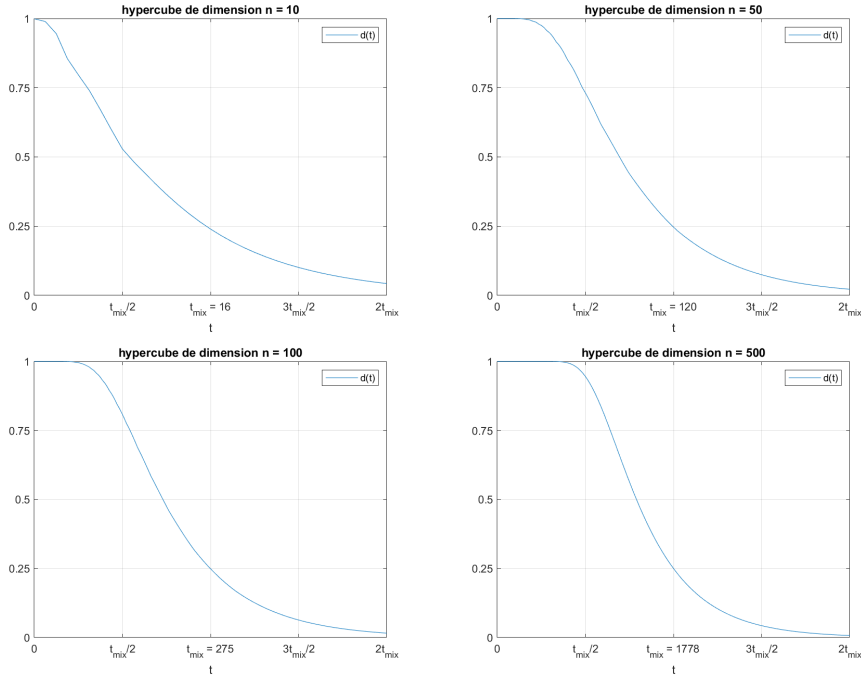 hypercube de dimension n = 10
d(t)
1
0.75
0.5
0.25
0
0 t_mix/2 t_mix = 16 3t_mix/2 2t_mix
t
hypercube de dimension n = 50
d(t)
1
0.75
0.5
0.25
0
0 t_mix/2 t_mix = 120 3t_mix/2 2t_mix
t
hypercube de dimension n = 100
d(t)
1
0.75
0.5
0.25
0
0 t_mix/2 t_mix = 275 3t_mix/2 2t_mix
t
hypercube de dimension n = 500
d(t)
1
0.75
0.5
0.25
0
0 t_mix/2 t_mix = 1778 3t_mix/2 2t_mix
t